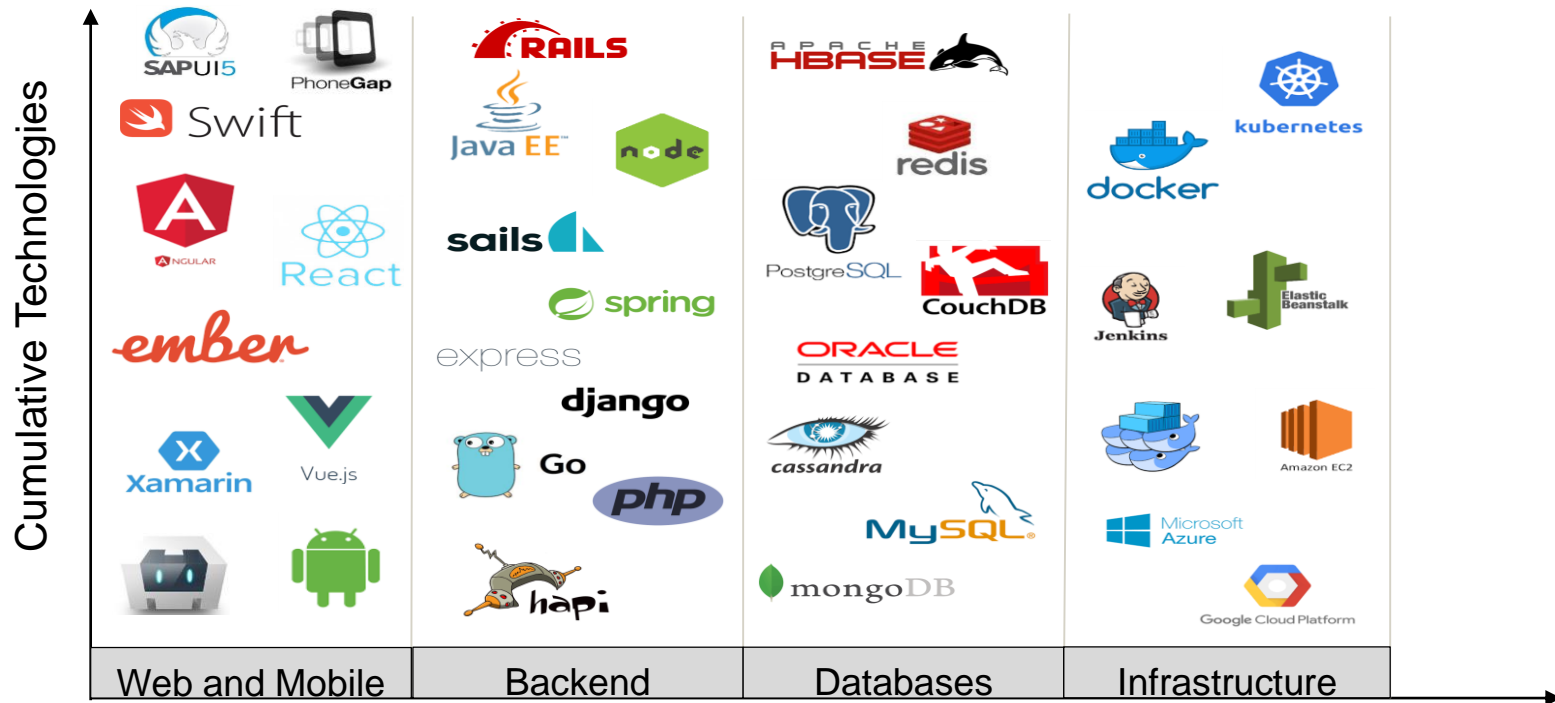 Cumulative Technologies
SAPUI5
PhoneGap
Swift
A
ANGULAR
React
ember
Xamarin
Vue.js
Web and Mobile
RAILS
Java EE™
node
sails
spring
express
django
Go
php
hapi
Backend
APACHE
HBASE
redis
PostgreSQL
CouchDB
ORACLE
DATABASE
cassandra
MySQL®
mongoDB
Databases
kubernetes
docker
Jenkins
Elastic
Beanstalk
Amazon EC2
Microsoft
Azure
Google Cloud Platform
Infrastructure